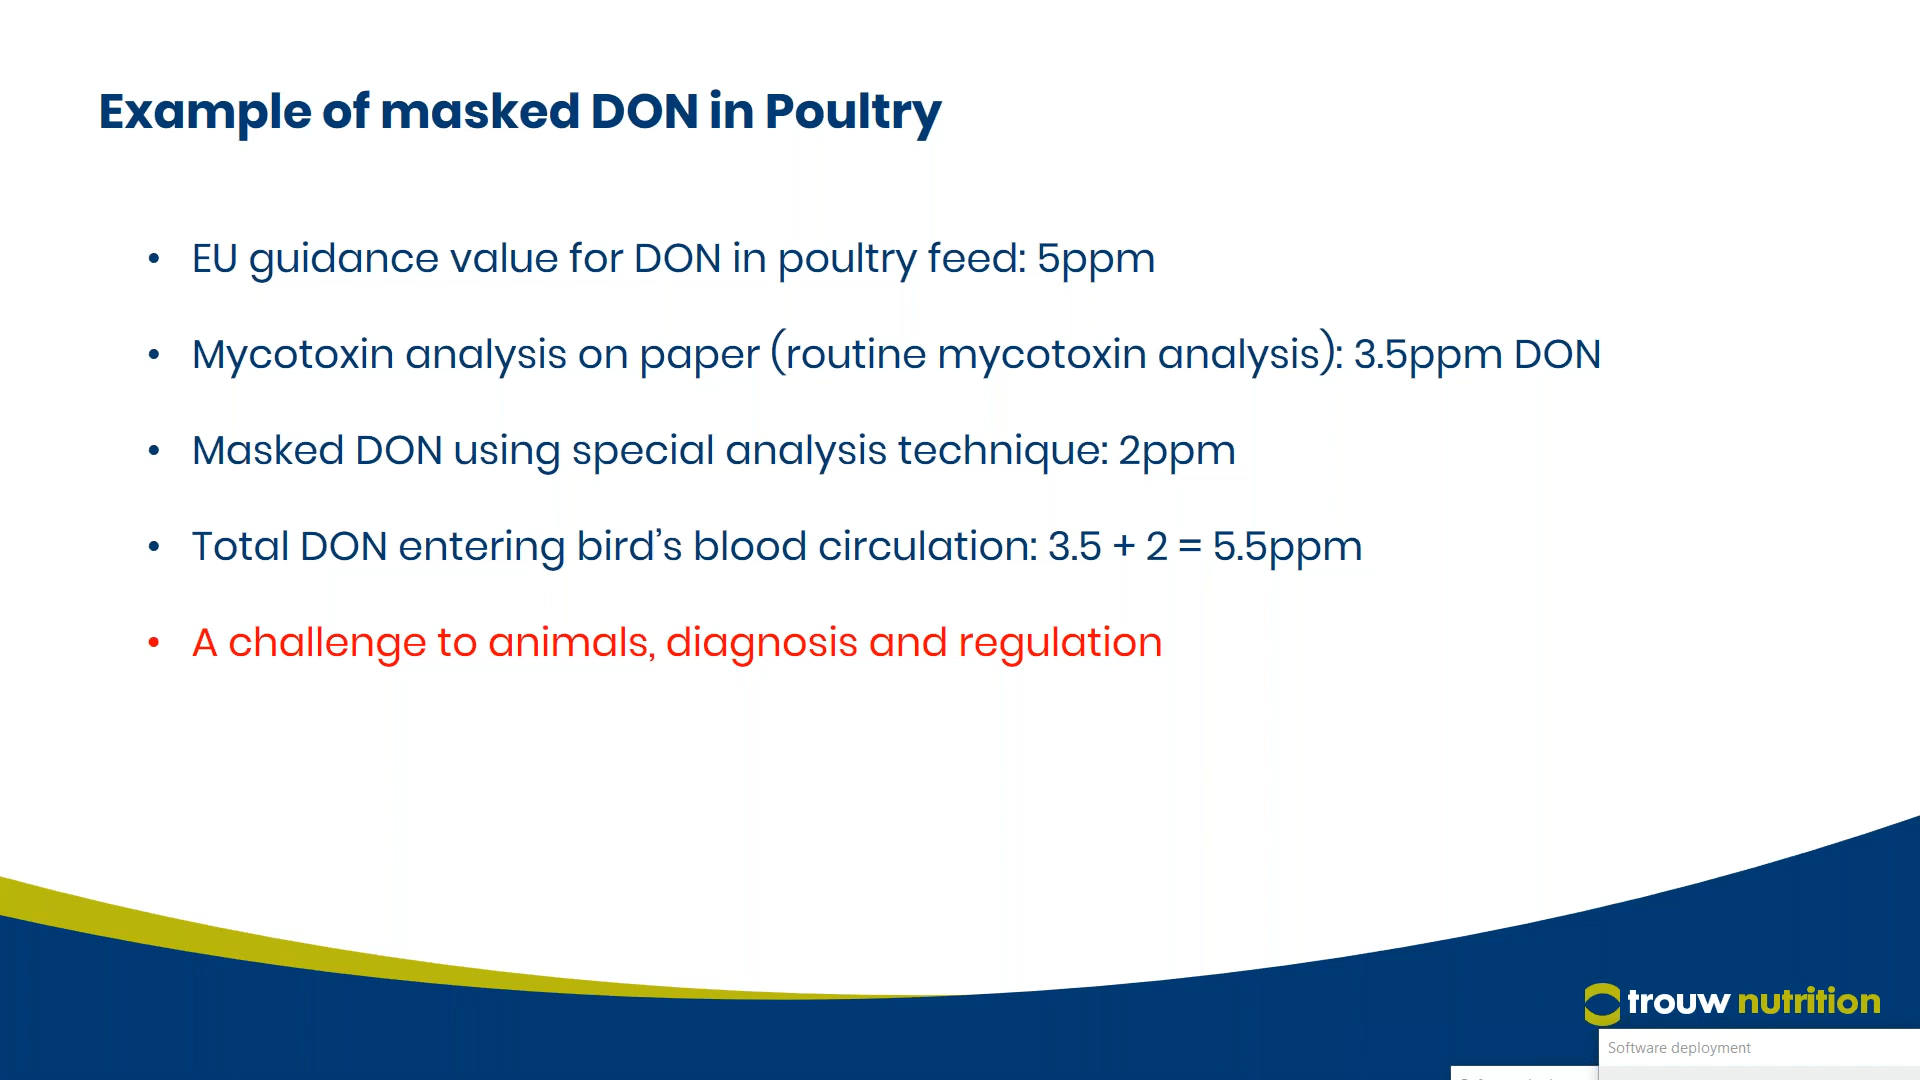 Example of masked DON in Poultry
• EU guidance value for DON in poultry feed: 5ppm
• Mycotoxin analysis on paper (routine mycotoxin analysis): 3.5ppm DON
• Masked DON using special analysis technique: 2ppm
• Total DON entering bird’s blood circulation: 3.5 + 2 = 5.5ppm
• A challenge to animals, diagnosis and regulation
trouw nutrition
Software deployment